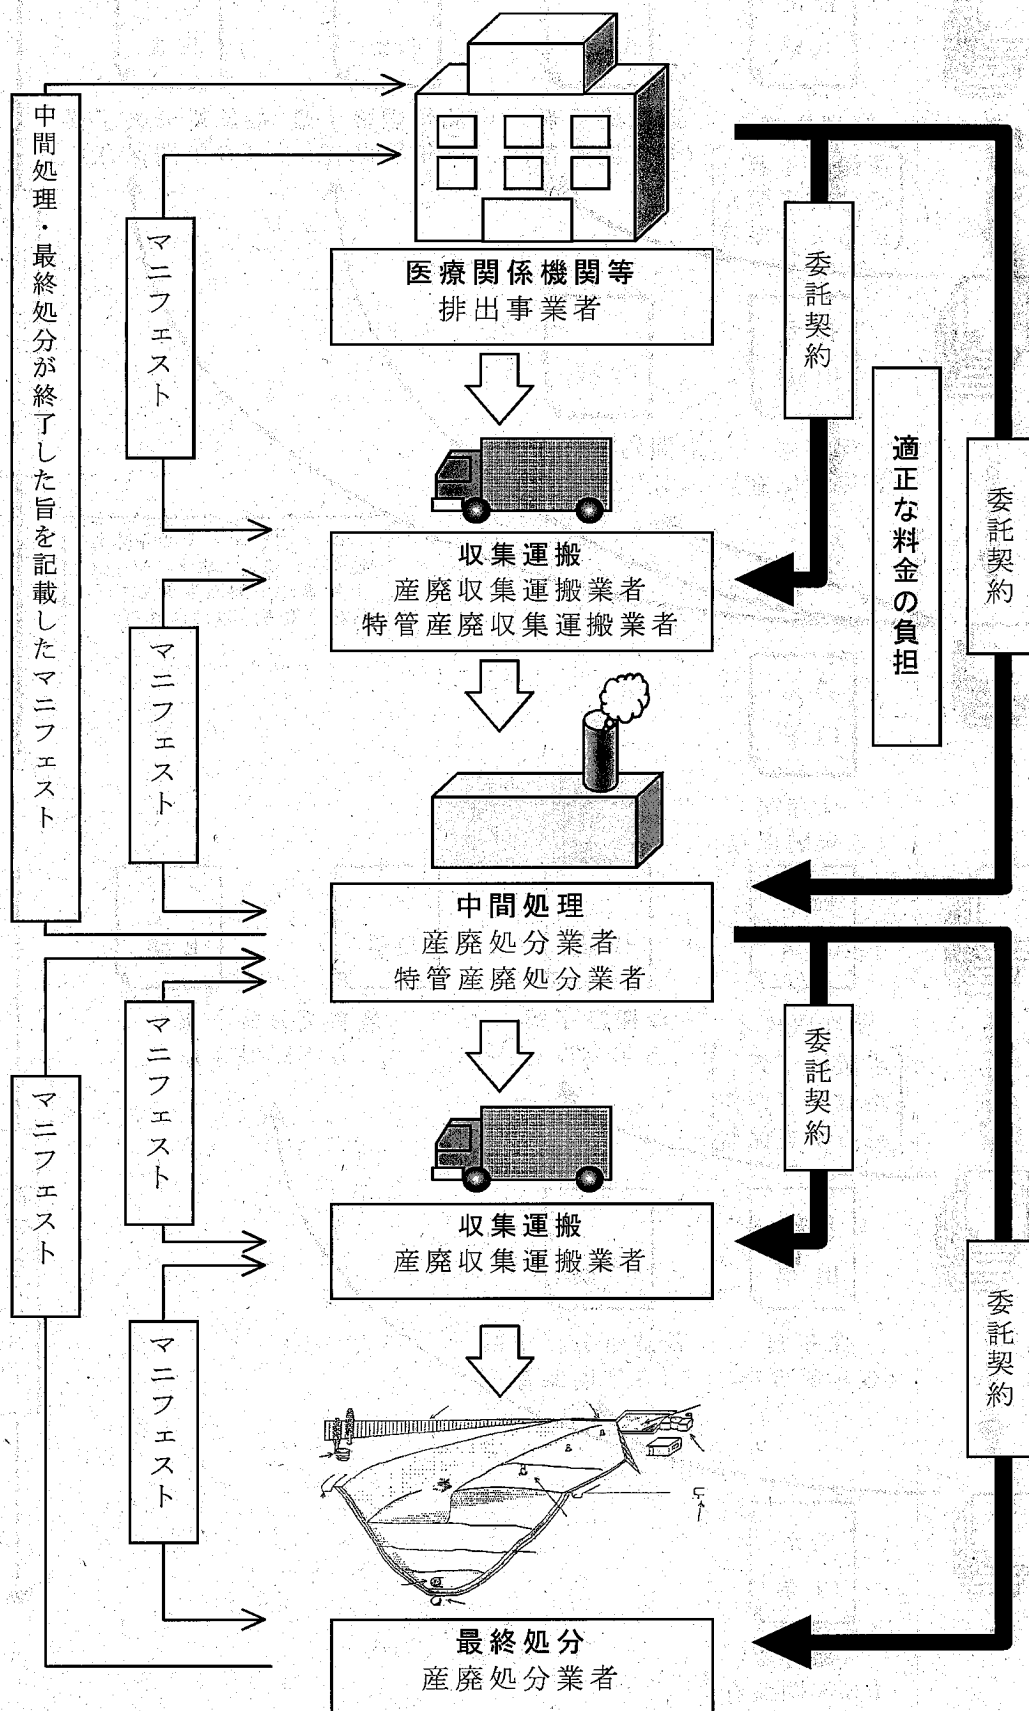 中間処理・最終処分が終了した旨を記載したマニフェスト
マニフェスト
医療関係機関等
排出事業者
委託契約
適正な料金の負担
委託契約
収集運搬
産廃収集運搬業者
特管産廃収集運搬業者
マニフェスト
中間処理
産廃処分業者
特管産廃処分業者
マニフェスト
マニフェスト
委託契約
収集運搬
産廃収集運搬業者
委託契約
マニフェスト
最終処分
産廃処分業者